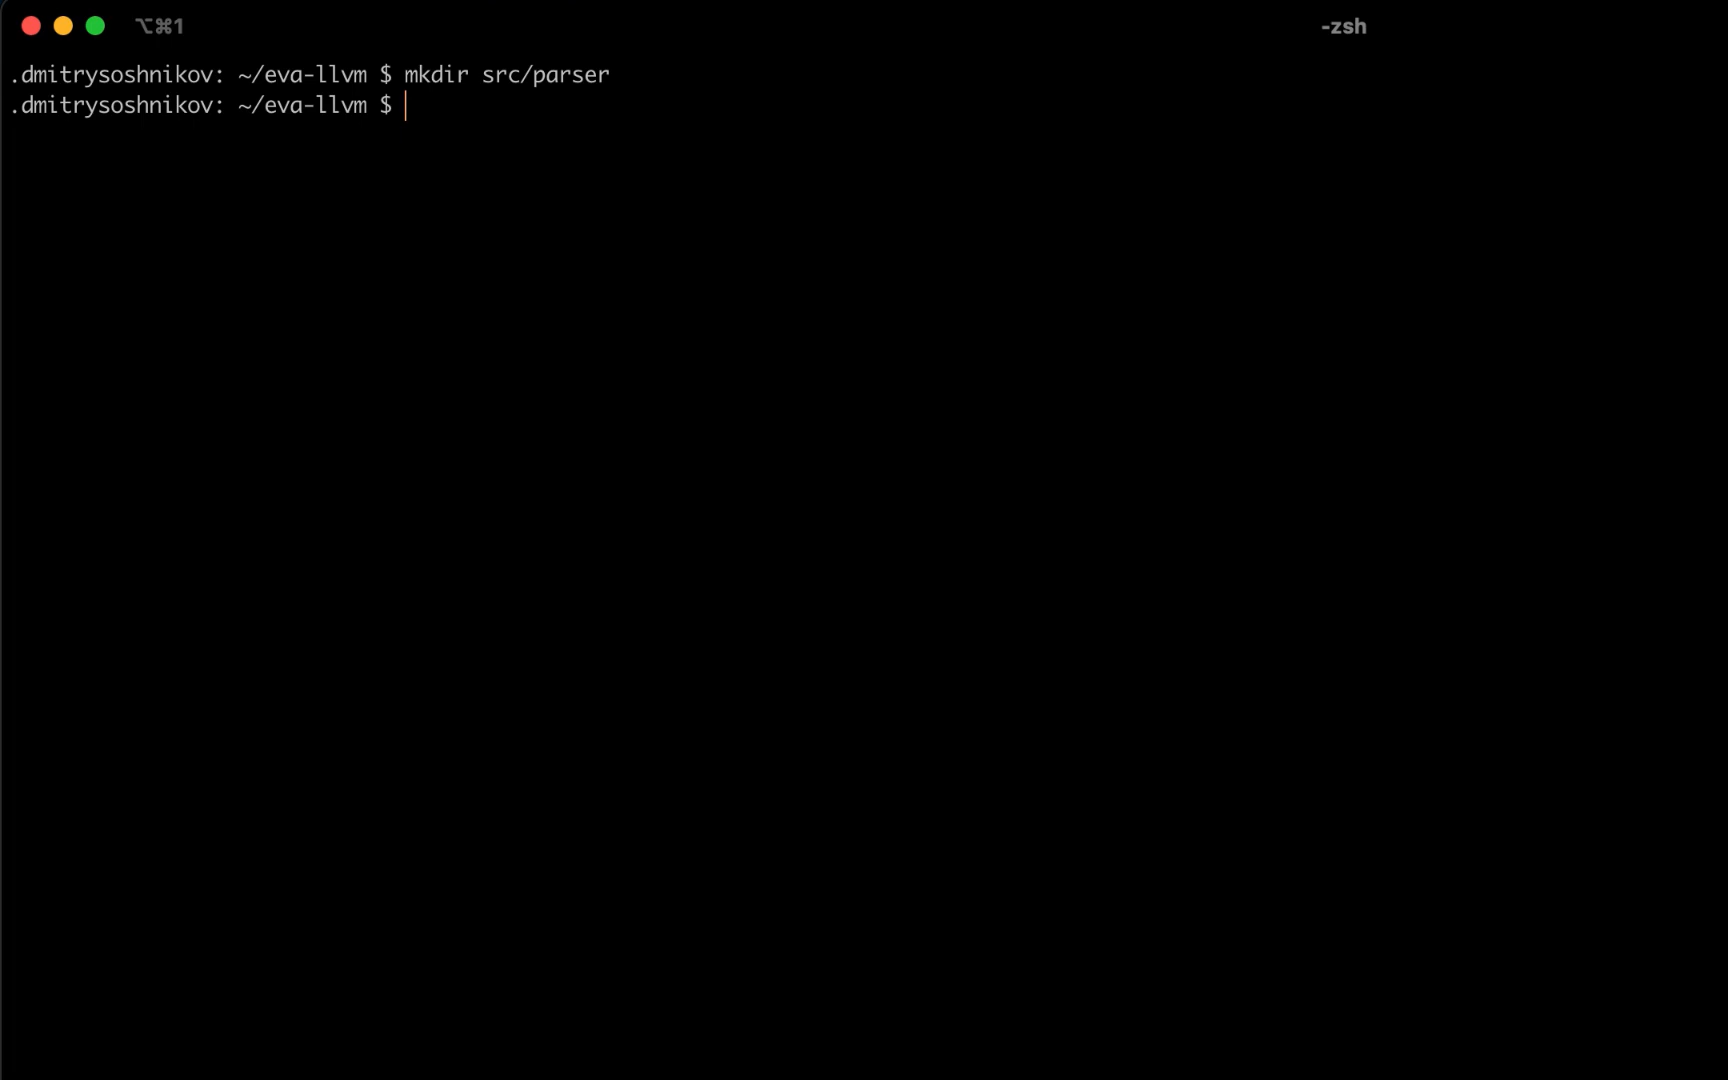 ⌥⌘1
-zsh
.dmitrysoshnikov: ~/eva-llvm $ mkdir src/parser
.dmitrysoshnikov: ~/eva-llvm $